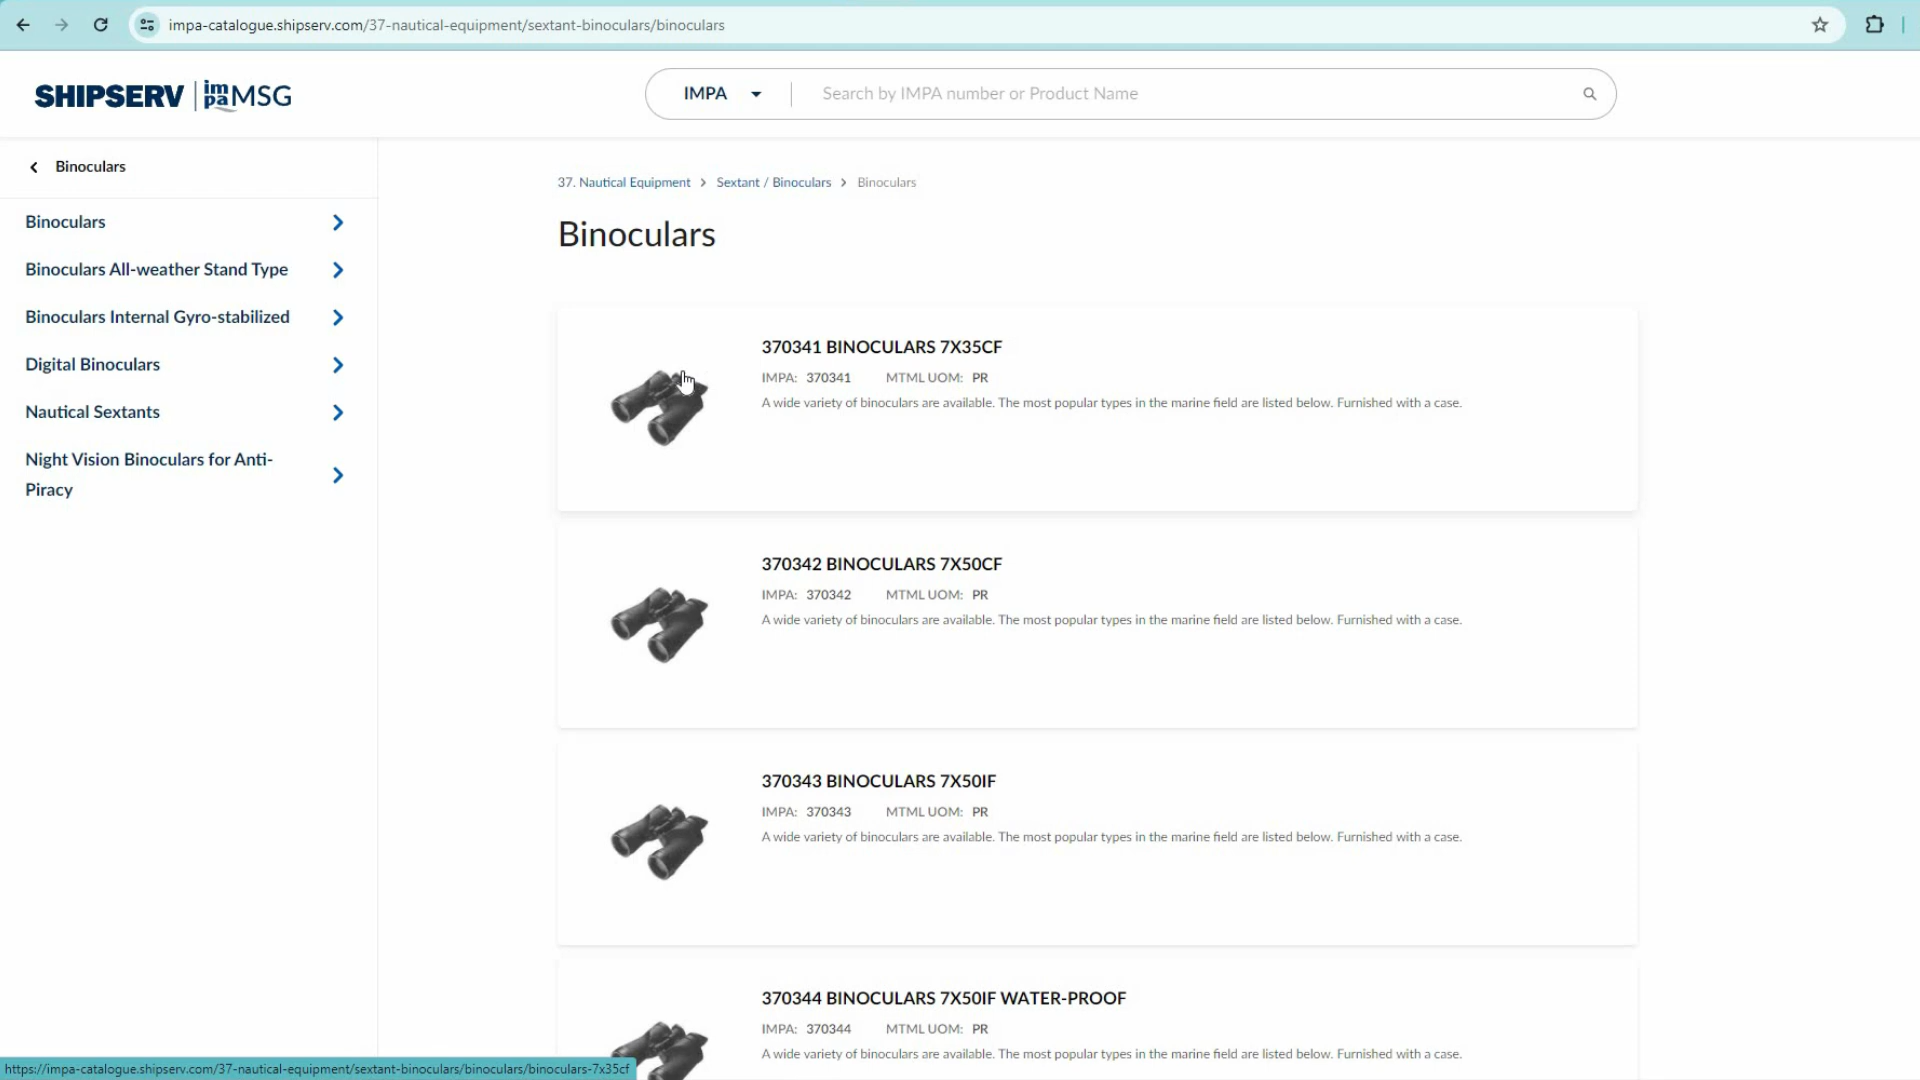 impa-catalogue.shipserv.com/37-nautical-equipment/sextant-binoculars/binoculars
SHIPSERV | impa MSG
IMPA
Search by IMPA number or Product Name
Binoculars
Binoculars
Binoculars All-weather Stand Type
Binoculars Internal Gyro-stabilized
Digital Binoculars
Nautical Sextants
Night Vision Binoculars for Anti-
Piracy
37. Nautical Equipment > Sextant / Binoculars > Binoculars
Binoculars
370341 BINOCULARS 7X35CF
IMPA: 370341 MTML UOM: PR
A wide variety of binoculars are available. The most popular types in the marine field are listed below. Furnished with a case.
370342 BINOCULARS 7X50CF
IMPA: 370342 MTML UOM: PR
A wide variety of binoculars are available. The most popular types in the marine field are listed below. Furnished with a case.
370343 BINOCULARS 7X50IF
IMPA: 370343 MTML UOM: PR
A wide variety of binoculars are available. The most popular types in the marine field are listed below. Furnished with a case.
370344 BINOCULARS 7X50IF WATER-PROOF
IMPA: 370344 MTML UOM: PR
A wide variety of binoculars are available. The most popular types in the marine field are listed below. Furnished with a case.
https://impa-catalogue.shipserv.com/37-nautical-equipment/sextant-binoculars/binoculars/binoculars-7x35cf